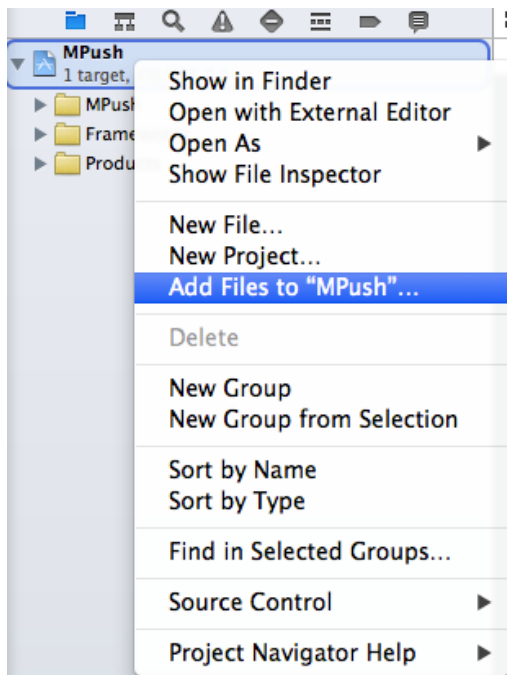 MPush
1 target,
MPush
Frame
Produ
Show in Finder
Open with External Editor
Open As
Show File Inspector
New File...
New Project...
Add Files to “MPush”...
Delete
New Group
New Group from Selection
Sort by Name
Sort by Type
Find in Selected Groups...
Source Control
Project Navigator Help